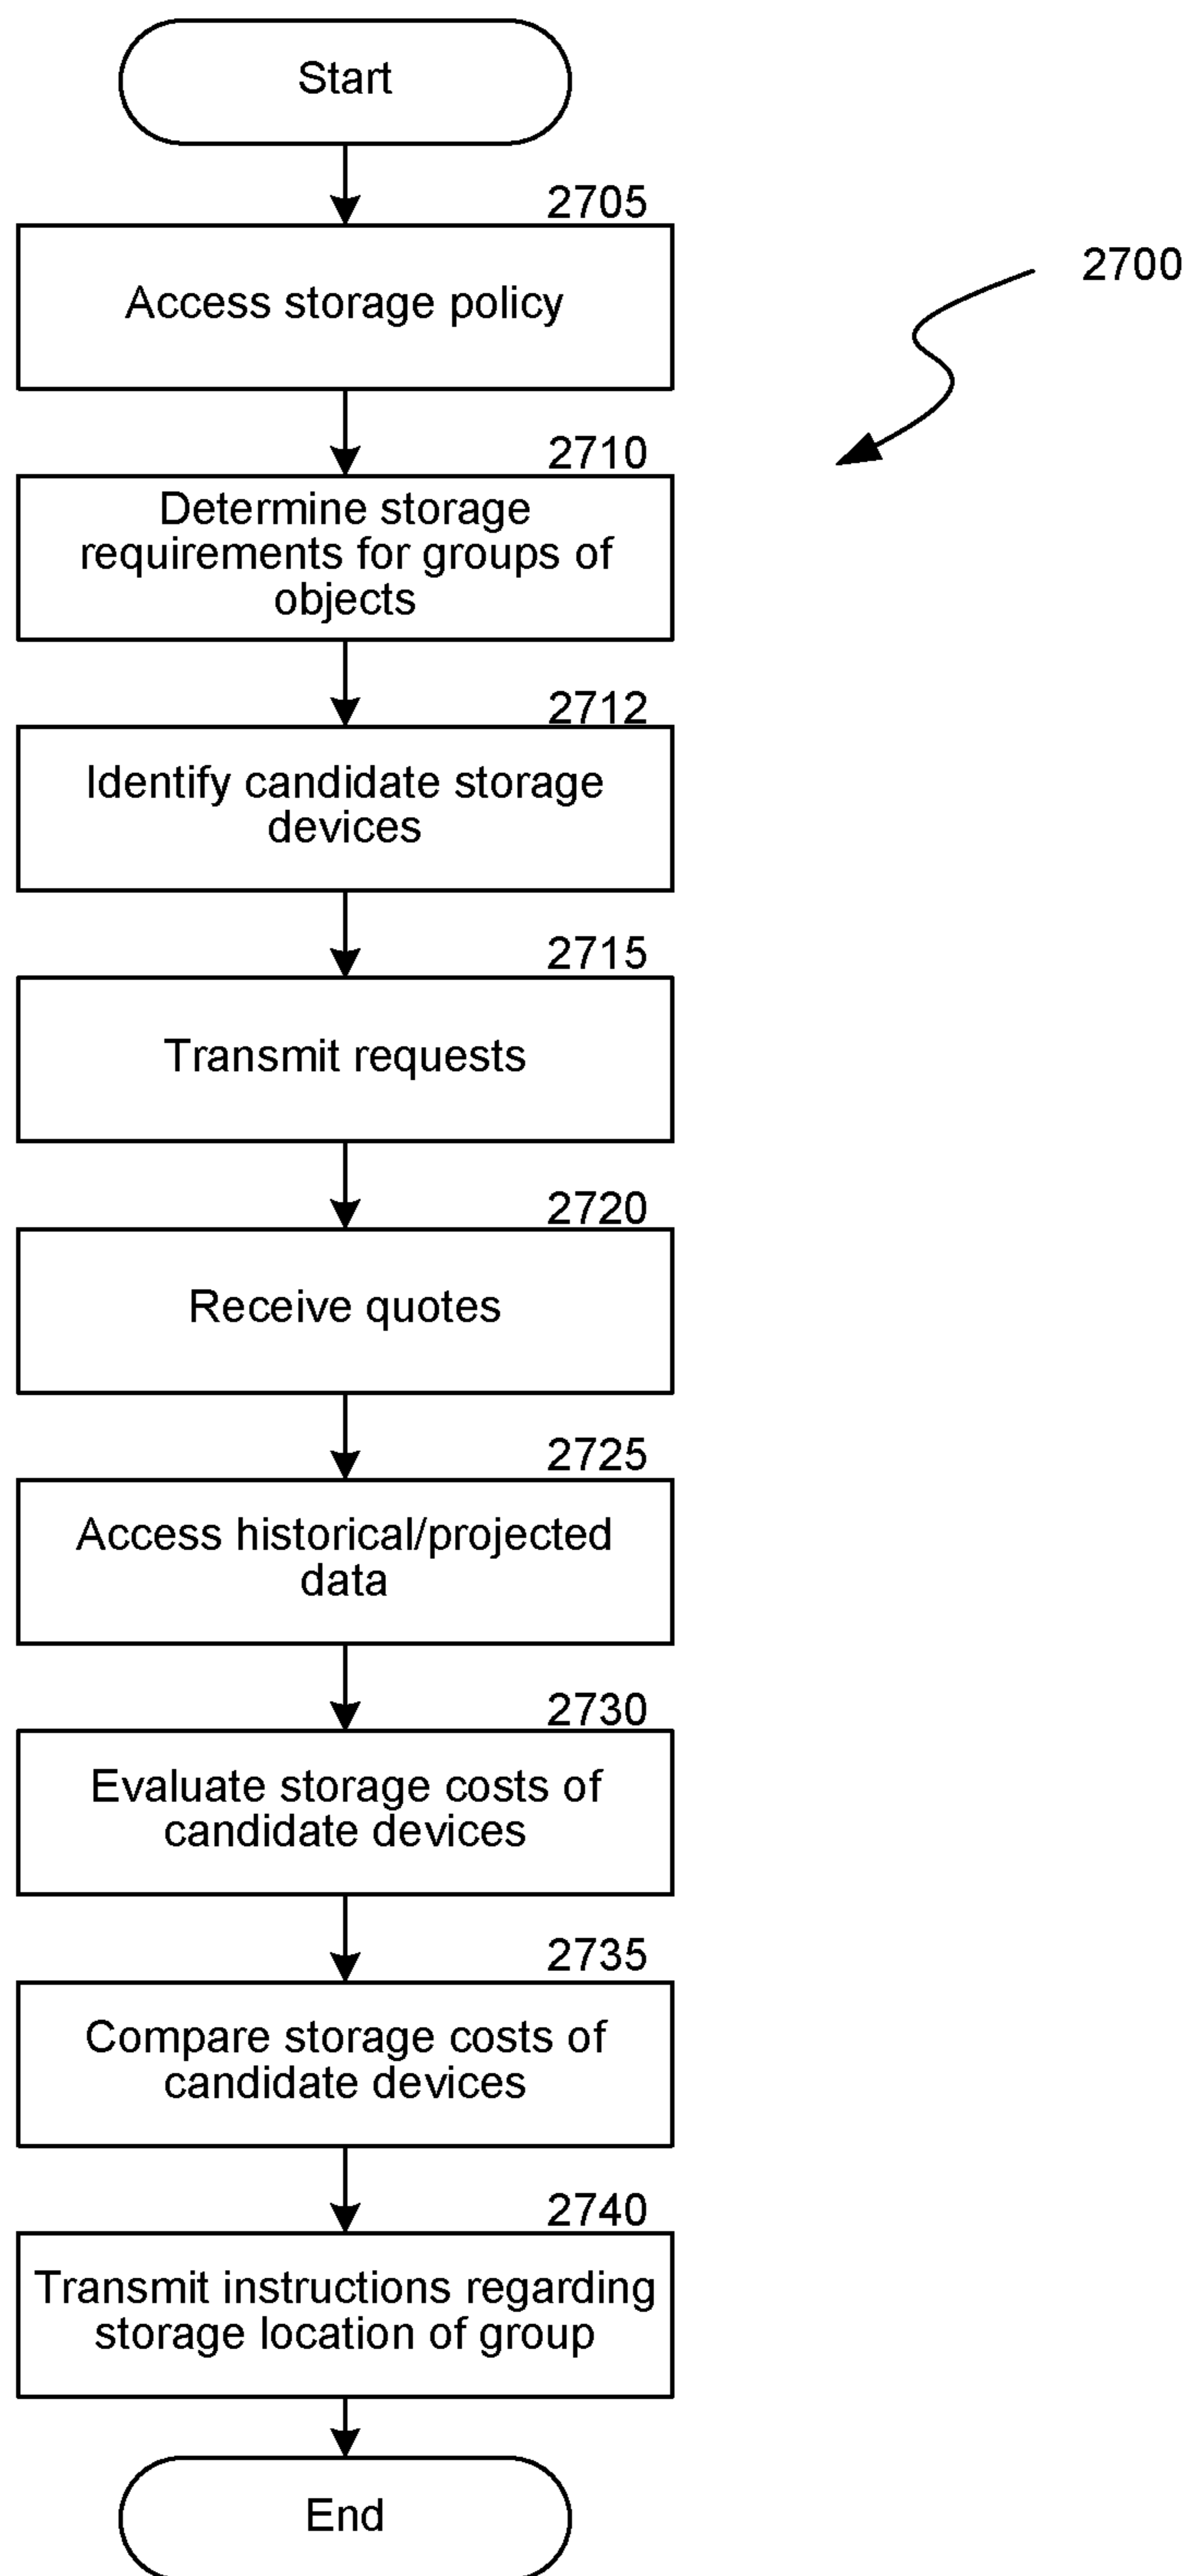 Start
2705
Access storage policy
2700
2710
Determine storage
requirements for groups of
objects
2712
Identify candidate storage
devices
2715
Transmit requests
2720
Receive quotes
2725
Access historical/projected
data
2730
Evaluate storage costs of
candidate devices
2735
Compare storage costs of
candidate devices
2740
Transmit instructions regarding
storage location of group
End